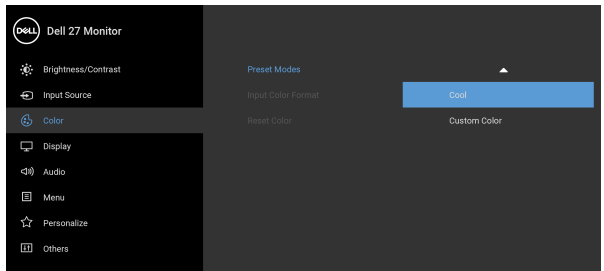 DELL Dell 27 Monitor
Brightness/Contrast
Input Source
Color
Display
Audio
Menu
Personalize
Others
Preset Modes
Input Color Format
Reset Color
Cool
Custom Color